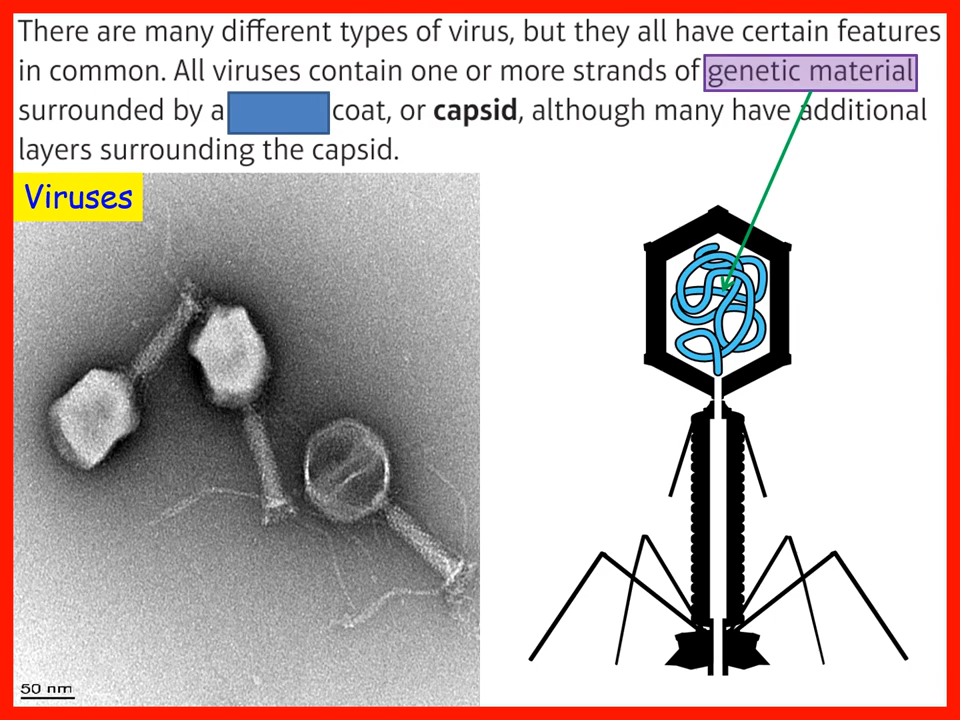 There are many different types of virus, but they all have certain features
in common. All viruses contain one or more strands of genetic material
surrounded by a coat, or capsid, although many have additional
layers surrounding the capsid.
Viruses
50 nm